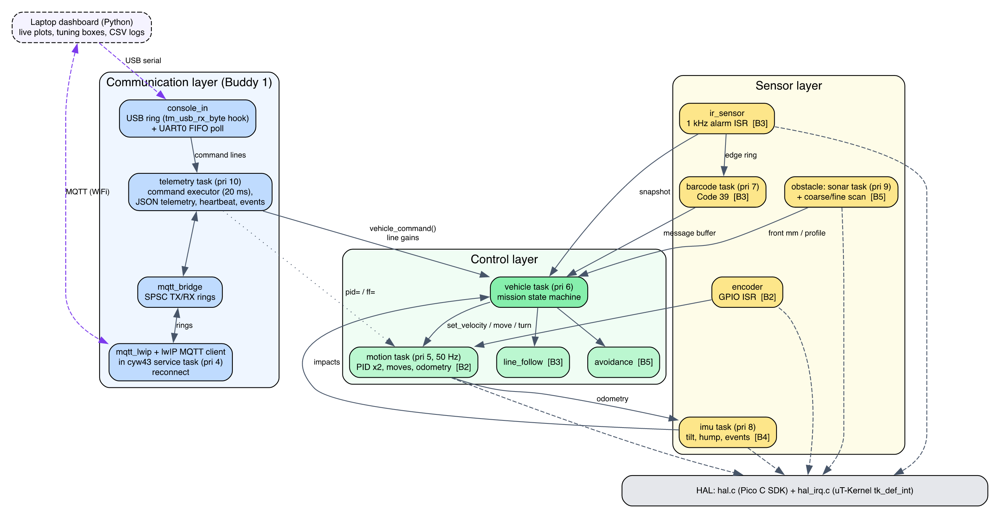 Laptop dashboard (Python)
live plots, tuning boxes, CSV logs
USB serial
MQTT (WiFi)
Communication layer (Buddy 1)
console_in
USB ring (tm_usb_rx_byte hook)
+ UART0 FIFO poll
command lines
telemetry task (pri 10)
command executor (20 ms),
JSON telemetry, heartbeat, events
mqtt_bridge
SPSC TX/RX rings
rings
mqtt_lwip + lwIP MQTT client
in cyw43 service task (pri 4)
reconnect
vehicle_command()
line gains
pid= / ff=
Control layer
vehicle task (pri 6)
mission state machine
set_velocity / move / turn
impacts
motion task (pri 5, 50 Hz)
PID x2, moves, odometry  [B2]
line_follow  [B3]
avoidance  [B5]
odometry
Sensor layer
ir_sensor
1 kHz alarm ISR  [B3]
edge ring
snapshot
barcode task (pri 7)
Code 39  [B3]
obstacle: sonar task (pri 9)
+ coarse/fine scan  [B5]
message buffer
front mm / profile
encoder
GPIO ISR  [B2]
imu task (pri 8)
tilt, hump, events  [B4]
HAL: hal.c (Pico C SDK) + hal_irq.c (uT-Kernel tk_def_int)